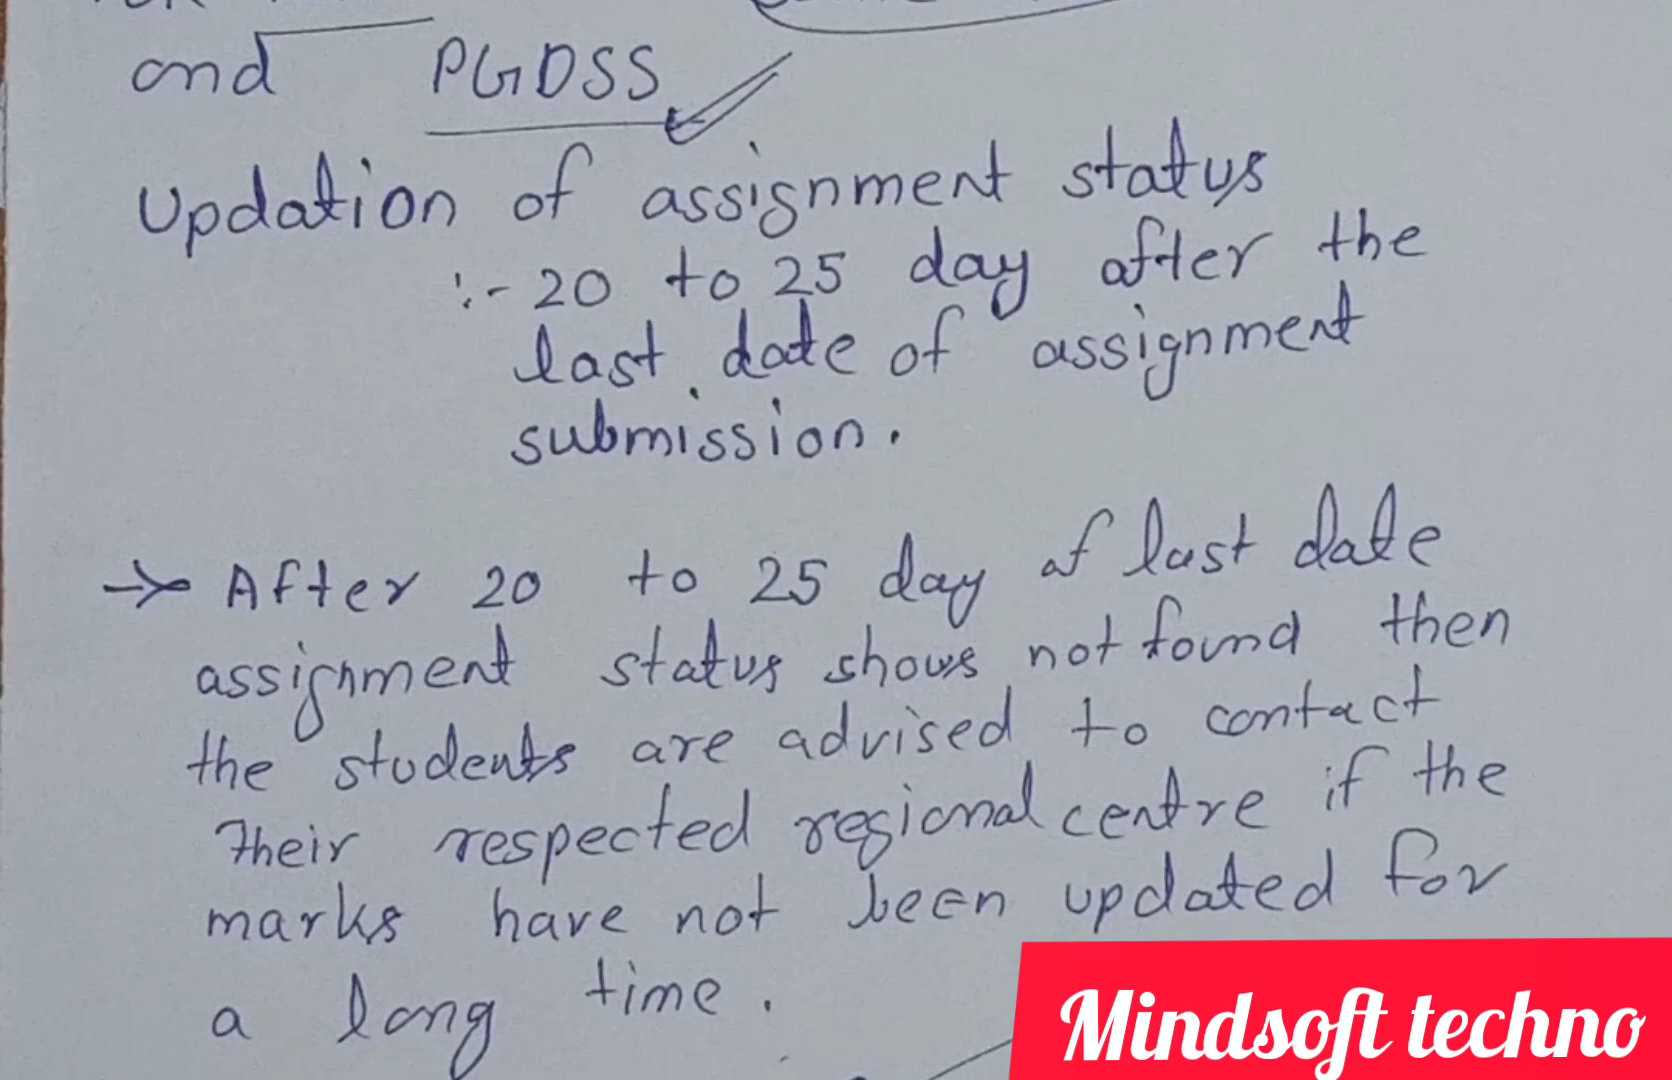 and PGDSS
Updation of assignment status
:- 20 to 25 day after the
last date of assignment
submission.
→ After 20 to 25 day of last date
assignment status shows not found then
the students are advised to contact
their respected regional centre if the
marks have not been updated for
a long time.
Mindsoft techno